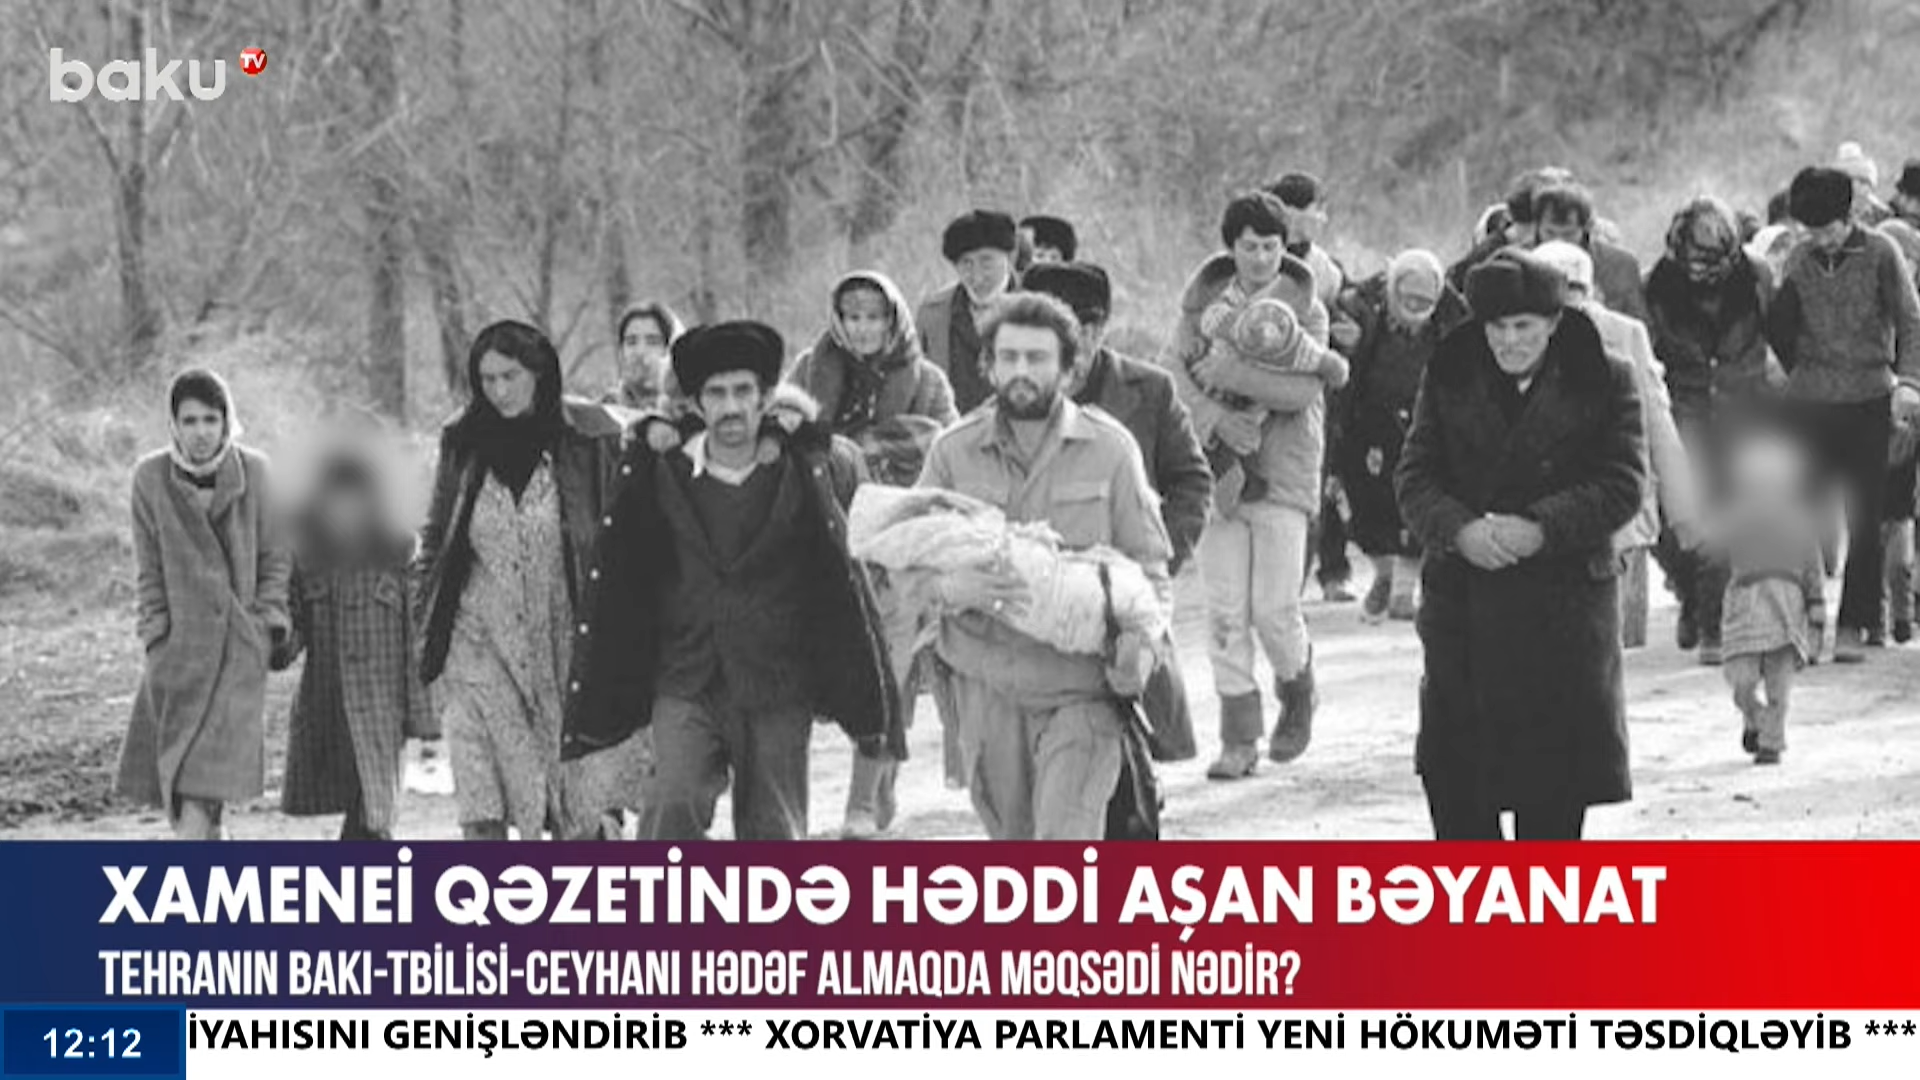 baku TV
XAMENEİ QƏZETİNDƏ HƏDDİ AŞAN BƏYANAT
TEHRANIN BAKI-TBİLİSİ-CEYHANI HƏDƏF ALMAQDA MƏQSƏDİ NƏDİR?
12:12 İYAHISINI GENİŞLƏNDİRİB *** XORVATİYA PARLAMENTİ YENİ HÖKUMƏTİ TƏSDİQLƏYİB ***